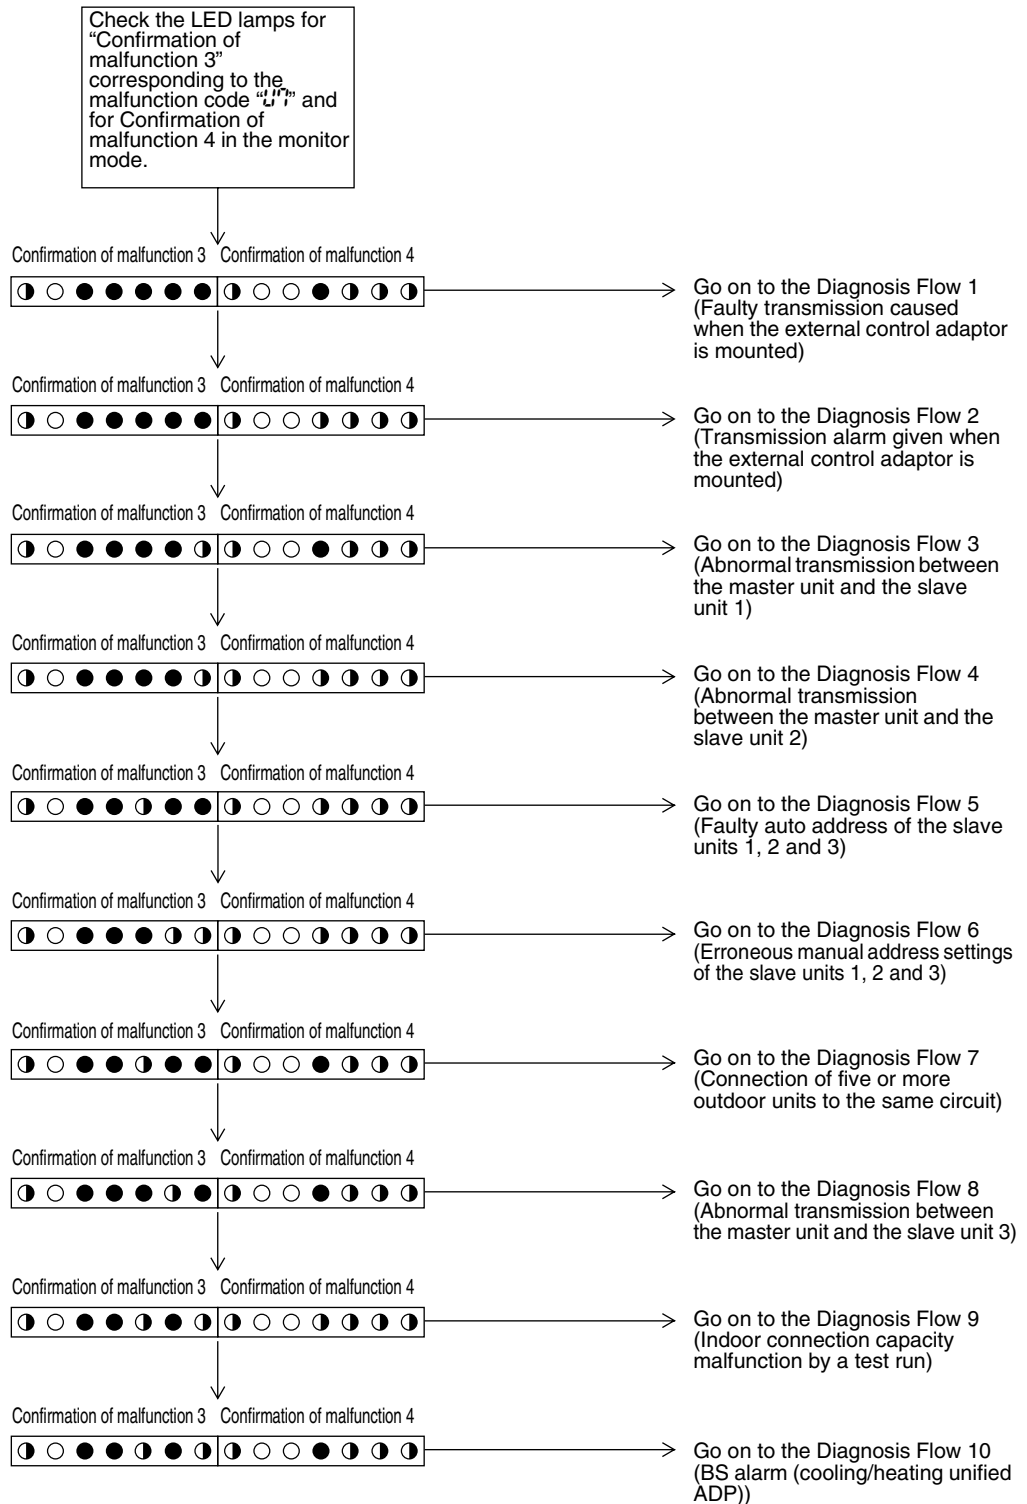 Check the LED lamps for
“Confirmation of
malfunction 3”
corresponding to the
malfunction code “U7” and
for Confirmation of
malfunction 4 in the monitor
mode.
Confirmation of malfunction 3 Confirmation of malfunction 4
Go on to the Diagnosis Flow 1
(Faulty transmission caused
when the external control adaptor
is mounted)
Confirmation of malfunction 3 Confirmation of malfunction 4
Go on to the Diagnosis Flow 2
(Transmission alarm given when
the external control adaptor is
mounted)
Confirmation of malfunction 3 Confirmation of malfunction 4
Go on to the Diagnosis Flow 3
(Abnormal transmission between
the master unit and the slave
unit 1)
Confirmation of malfunction 3 Confirmation of malfunction 4
Go on to the Diagnosis Flow 4
(Abnormal transmission
between the master unit and the
slave unit 2)
Confirmation of malfunction 3 Confirmation of malfunction 4
Go on to the Diagnosis Flow 5
(Faulty auto address of the slave
units 1, 2 and 3)
Confirmation of malfunction 3 Confirmation of malfunction 4
Go on to the Diagnosis Flow 6
(Erroneous manual address settings
of the slave units 1, 2 and 3)
Confirmation of malfunction 3 Confirmation of malfunction 4
Go on to the Diagnosis Flow 7
(Connection of five or more
outdoor units to the same circuit)
Confirmation of malfunction 3 Confirmation of malfunction 4
Go on to the Diagnosis Flow 8
(Abnormal transmission between
the master unit and the slave unit 3)
Confirmation of malfunction 3 Confirmation of malfunction 4
Go on to the Diagnosis Flow 9
(Indoor connection capacity
malfunction by a test run)
Confirmation of malfunction 3 Confirmation of malfunction 4
Go on to the Diagnosis Flow 10
(BS alarm (cooling/heating unified
ADP))